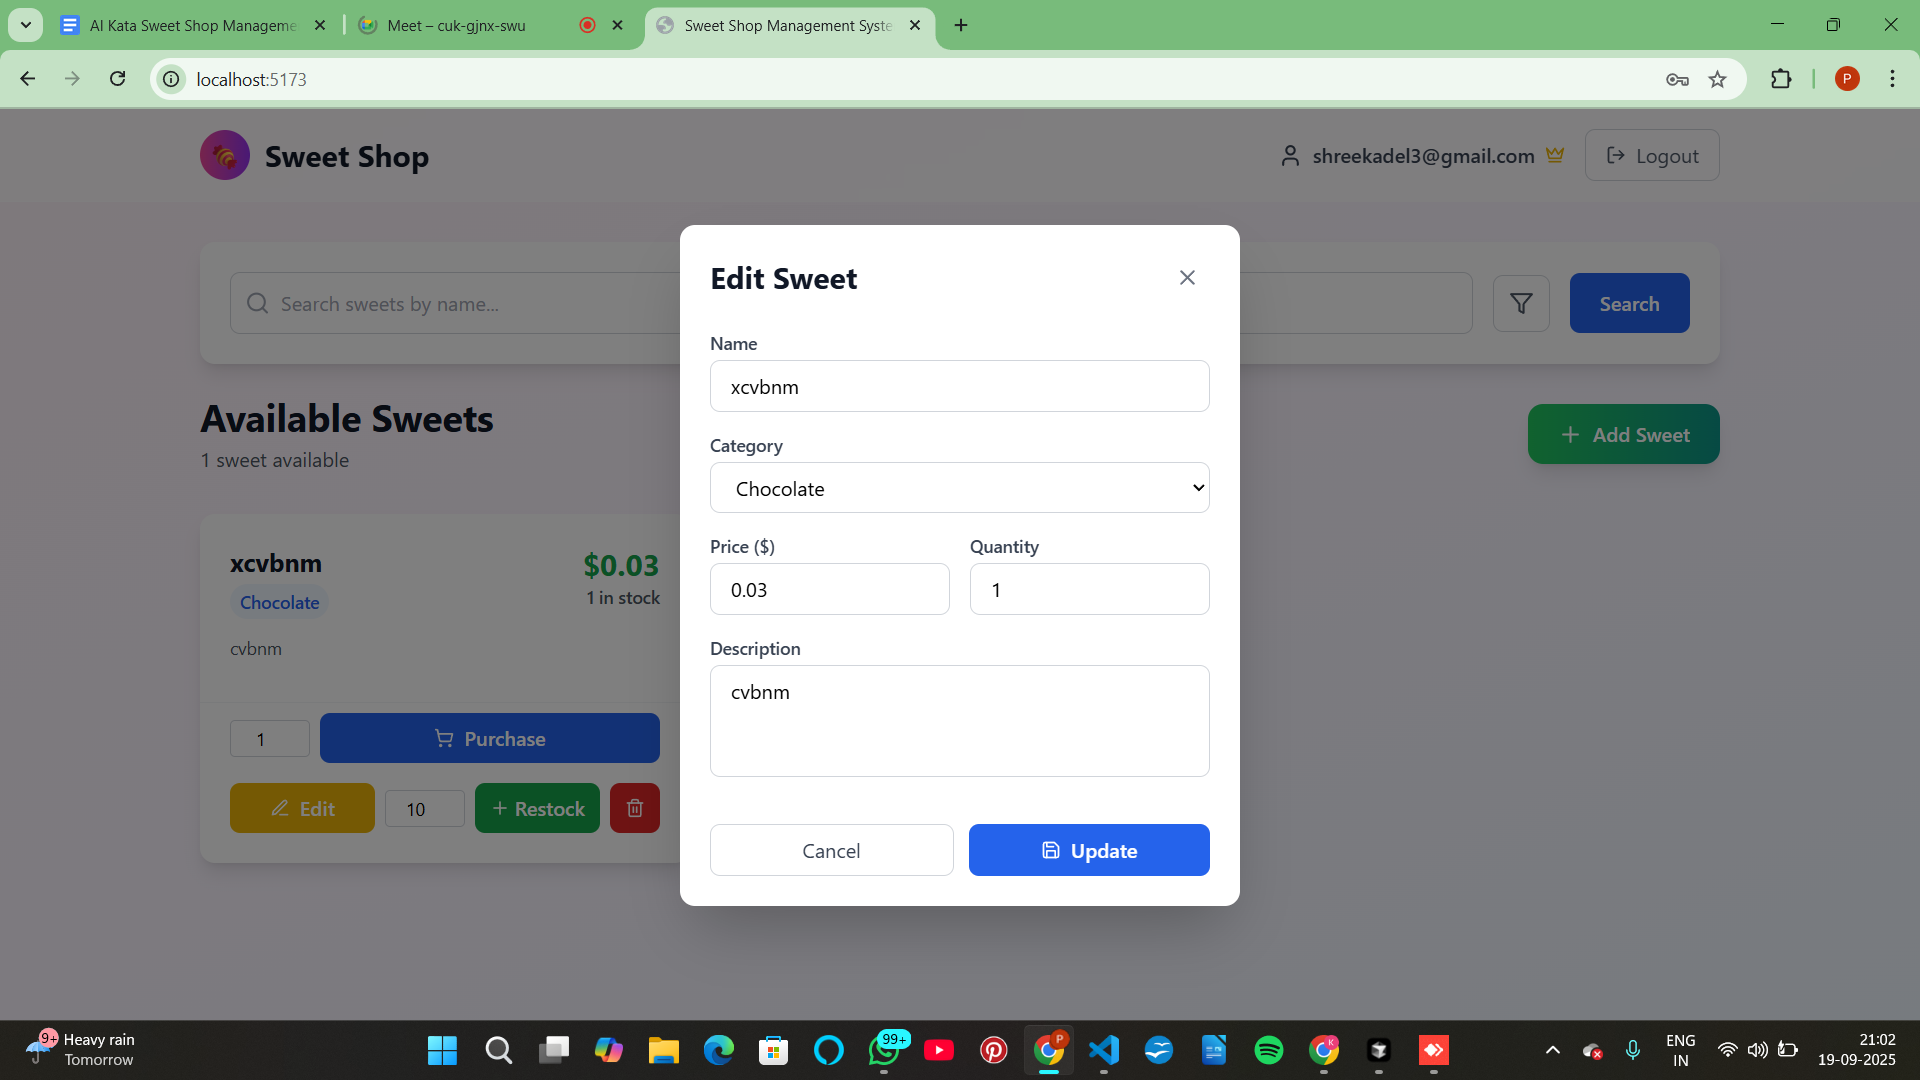 AI Kata Sweet Shop Manageme
Meet – cuk-gjnx-swu
Sweet Shop Management Syste
localhost:5173
P
Sweet Shop
shreekadel3@gmail.com
Logout
Search sweets by name...
Search
Available Sweets
1 sweet available
Add Sweet
xcvbnm
$0.03
Chocolate
1 in stock
cvbnm
1
Purchase
Edit
10
Restock
Edit Sweet
Name
xcvbnm
Category
Chocolate
Price ($)
Quantity
0.03
1
Description
cvbnm
Cancel
Update
9+
Heavy rain
Tomorrow
99+
P
K
ENG
IN
21:02
19-09-2025